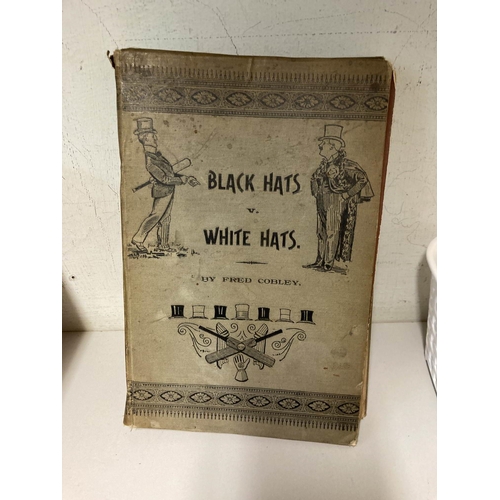 BLACK HATS
v.
WHITE HATS.
BY FRED COBLEY.